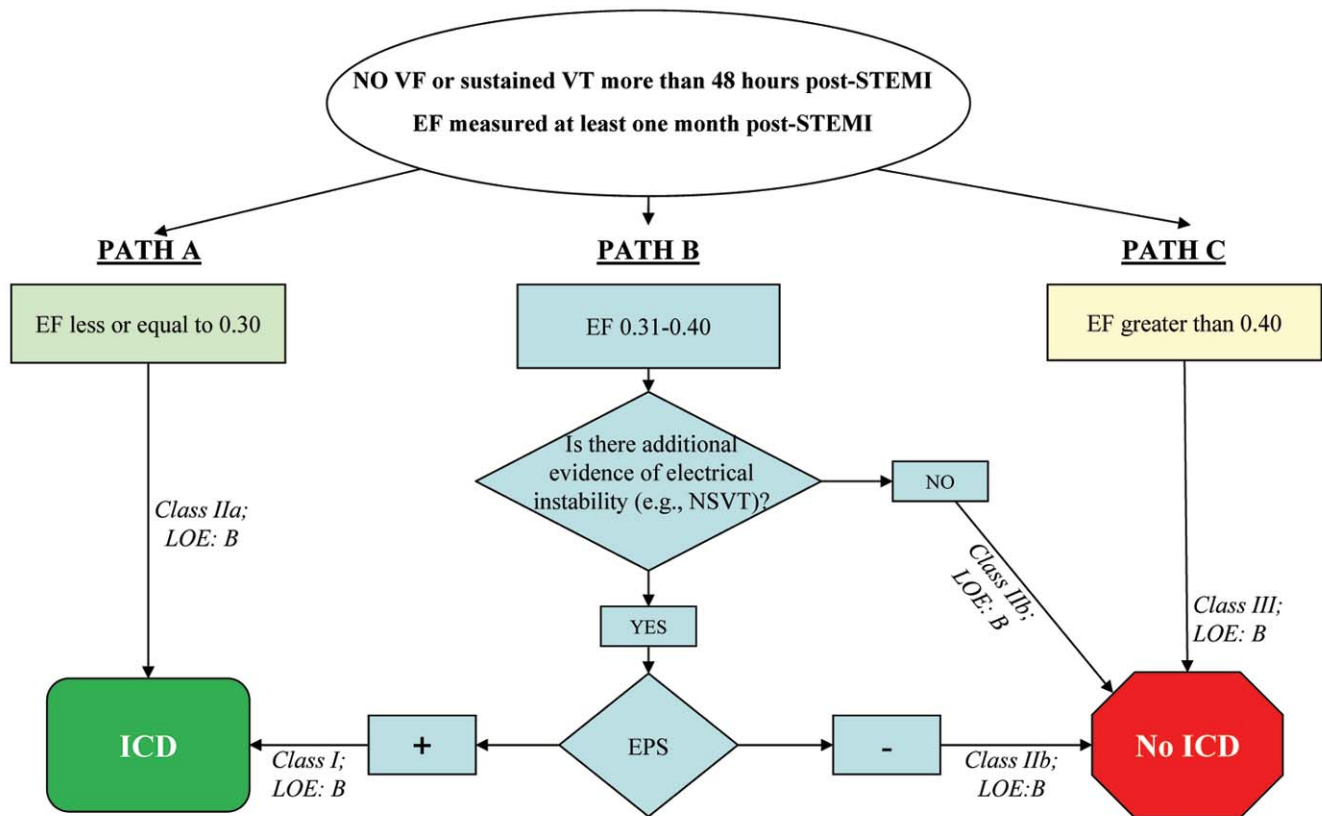 NO VF or sustained VT more than 48 hours post-STEMI
EF measured at least one month post-STEMI
PATH A
PATH B
PATH C
EF less or equal to 0.30
EF 0.31-0.40
EF greater than 0.40
Is there additional
evidence of electrical
instability (e.g., NSVT)?
NO
Class IIa;
LOE: B
Class IIb;
LOE: B
Class III;
LOE: B
YES
ICD
Class I;
LOE: B
+
EPS
-
Class IIb;
LOE:B
No ICD